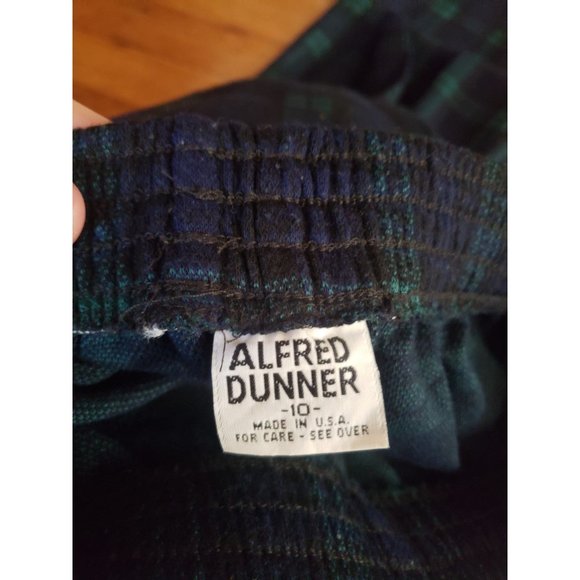 ALFRED
DUNNER
-10-
MADE IN U.S.A.
FOR CARE - SEE OVER